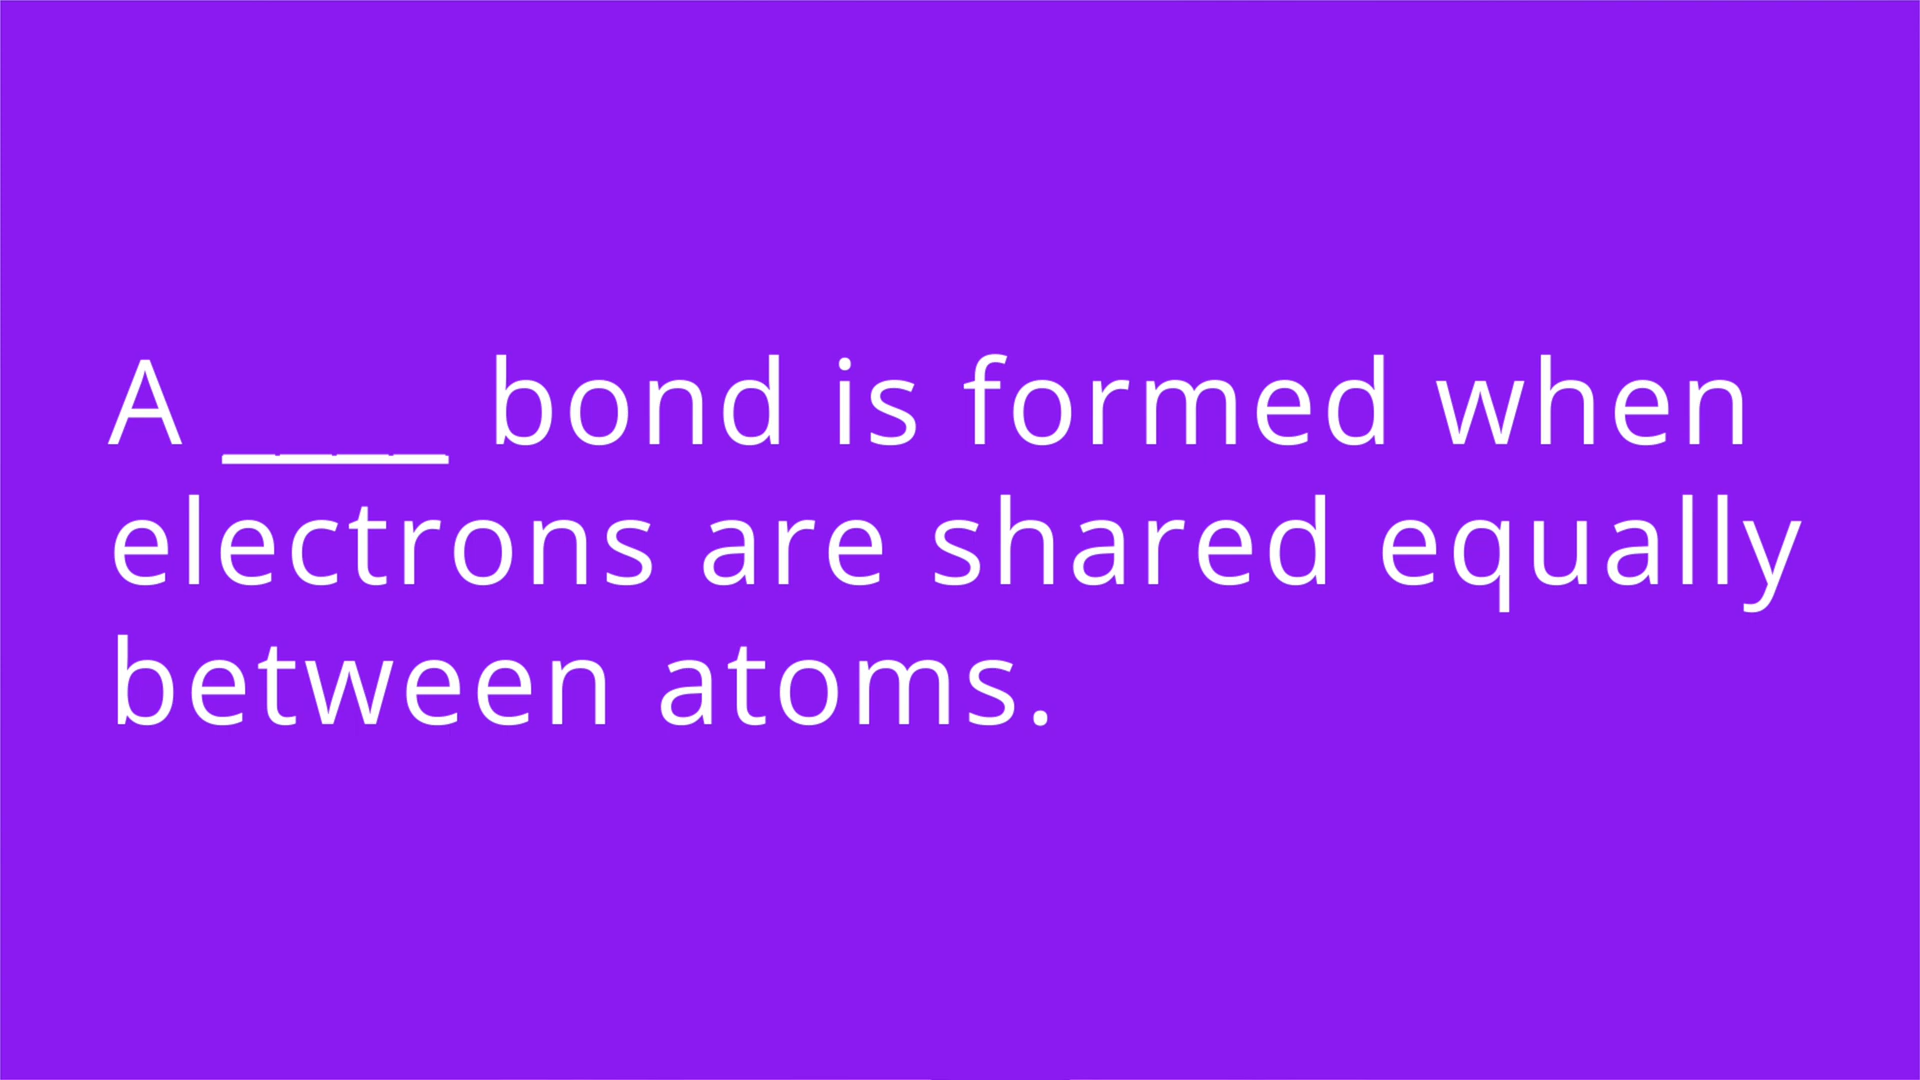 A ____ bond is formed when
electrons are shared equally
between atoms.